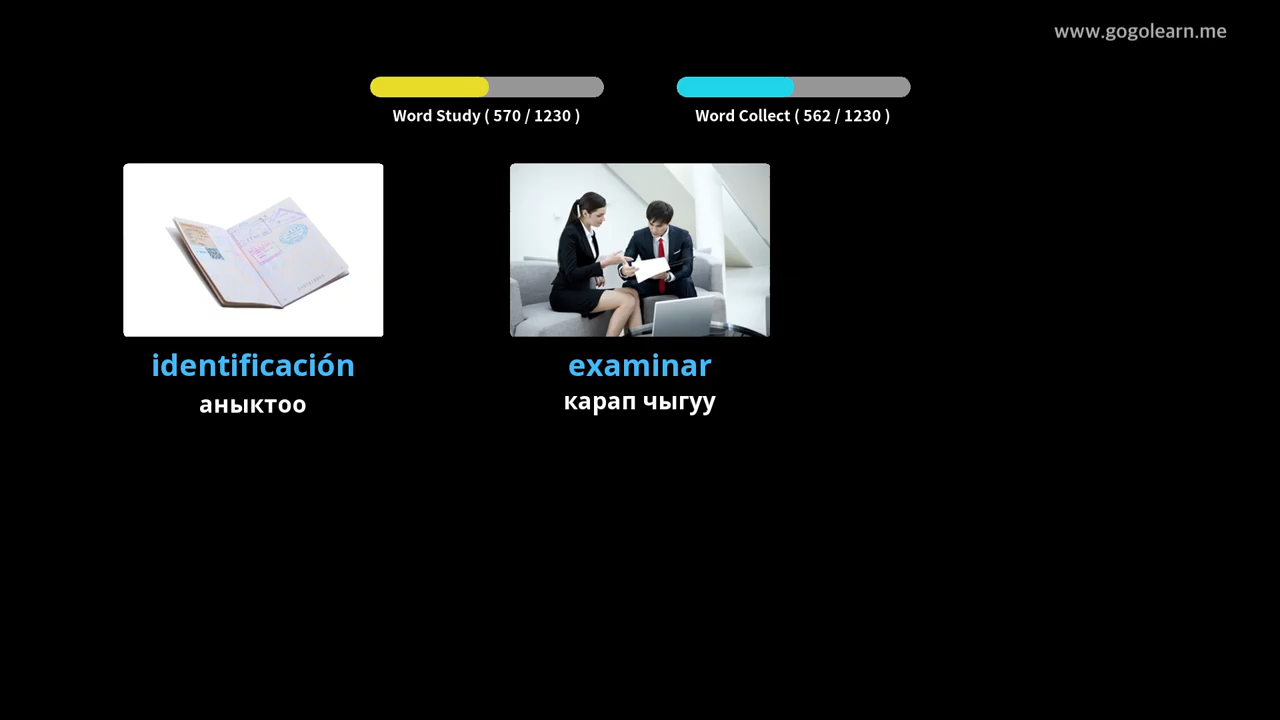 www.gogolearn.me
Word Study ( 570 / 1230 )
Word Collect ( 562 / 1230 )
identificación
аныктоо
examinar
карап чыгуу